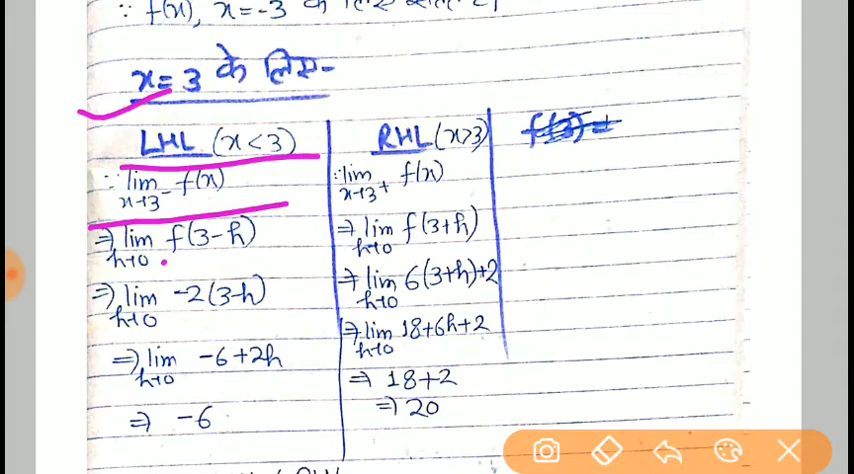 ∵ f(x), x=-3 के लिए
x=3 के लिए-
LHL (x<3)
∵ lim f(x)
x→3⁻
⇒ lim f(3-h)
h→0
⇒ lim -2(3-h)
h→0
⇒ lim -6+2h
h→0
⇒ -6
RHL (x>3)
∵ lim f(x)
x→3+
⇒ lim f(3+h)
h→0
⇒ lim 6(3+h)+2
h→0
⇒ lim 18+6h+2
h→0
⇒ 18+2
⇒ 20